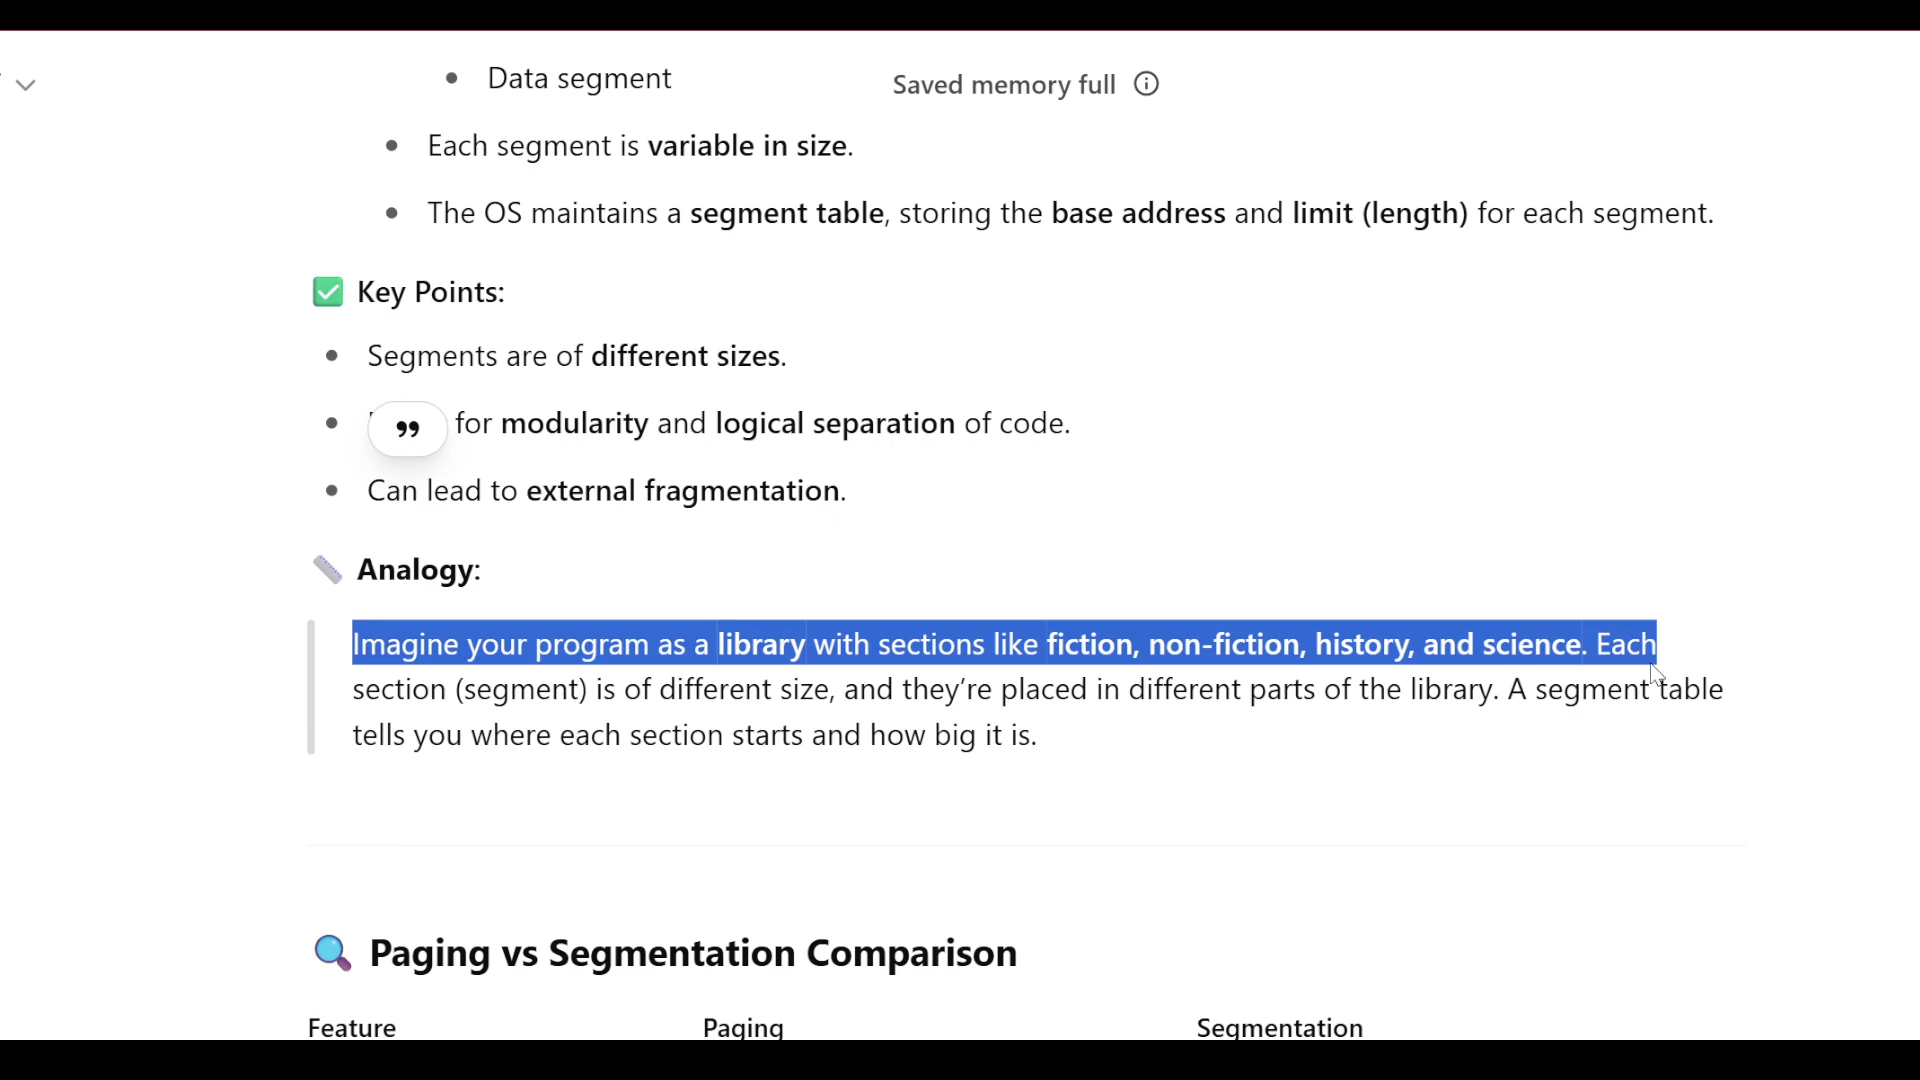 Data segment
Saved memory full
Each segment is variable in size.
The OS maintains a segment table, storing the base address and limit (length) for each segment.
Key Points:
Segments are of different sizes.
for modularity and logical separation of code.
Can lead to external fragmentation.
Analogy:
Imagine your program as a library with sections like fiction, non-fiction, history, and science. Each
section (segment) is of different size, and they’re placed in different parts of the library. A segment table
tells you where each section starts and how big it is.
Paging vs Segmentation Comparison
Feature Paging Segmentation